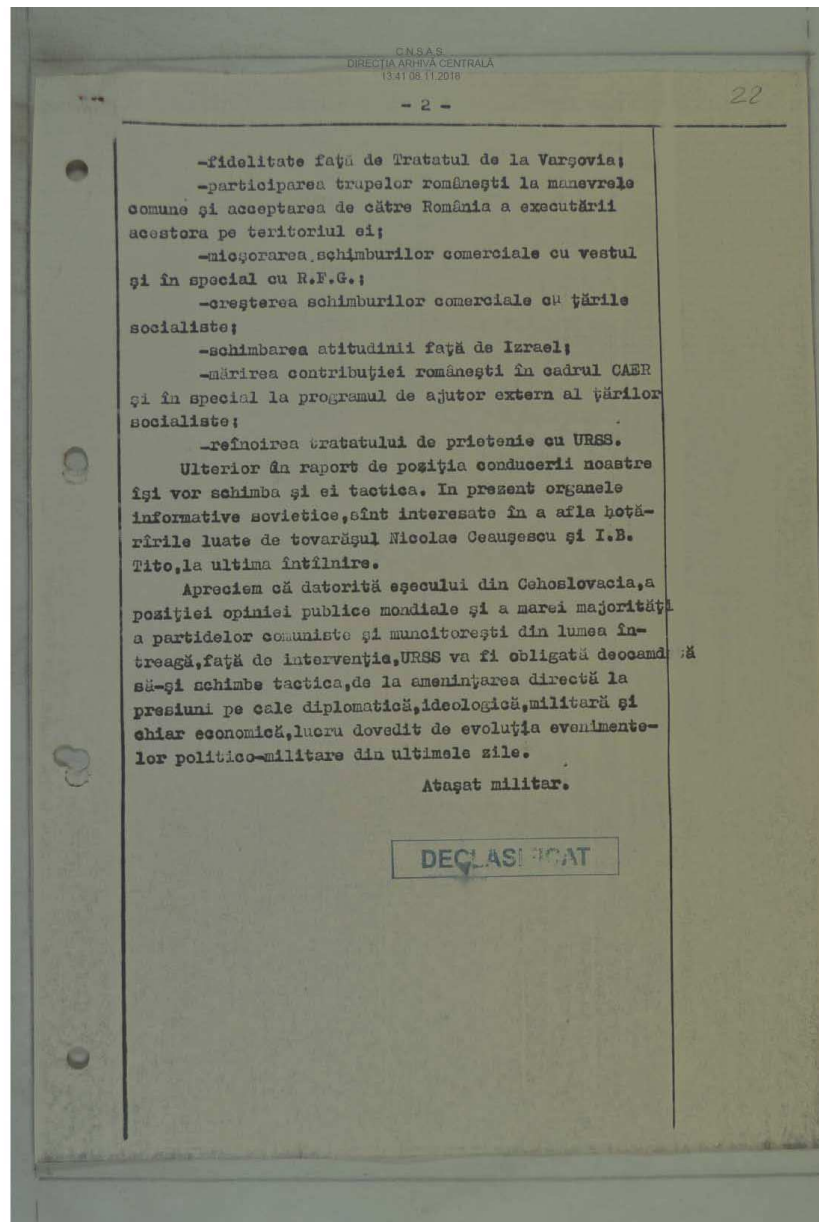 C.N.S.A.S.
DIRECȚIA ARHIVĂ CENTRALĂ
13:41 08.11.2016
- 2 -
22
-fidelitate față de Tratatul de la Varșovia;
-participarea trupelor românești la manevrele
comune și acceptarea de către România a executării
acestora pe teritoriul ei;
-micșorarea schimburilor comerciale cu vestul
și în special cu R.F.G.;
-creșterea schimburilor comerciale cu țările
socialiste;
-schimbarea atitudinii față de Izrael;
-mărirea contribuției românești în cadrul CAER
și în special la programul de ajutor extern al țărilor
socialiste;
-reînoirea tratatului de prietenie cu URSS.
Ulterior în raport de poziția conducerii noastre
își vor schimba și ei tactica. In prezent organele
informative sovietice,sînt interesate în a afla hotă-
rîrile luate de tovarășul Nicolae Ceaușescu și I.B.
Tito,la ultima întîlnire.
Apreciem că datorită eșecului din Cehoslovacia,a
poziției opiniei publice mondiale și a marei majorități
a partidelor comuniste și muncitorești din lumea în-
treagă,față de intervenție,URSS va fi obligată deocamdată
să-și schimbe tactica,de la amenințarea directă la
presiuni pe cale diplomatică,ideologică,militară și
chiar economică,lucru dovedit de evoluția evenimente-
lor politico-militare din ultimele zile.
Atașat militar.
DECLASIFICAT